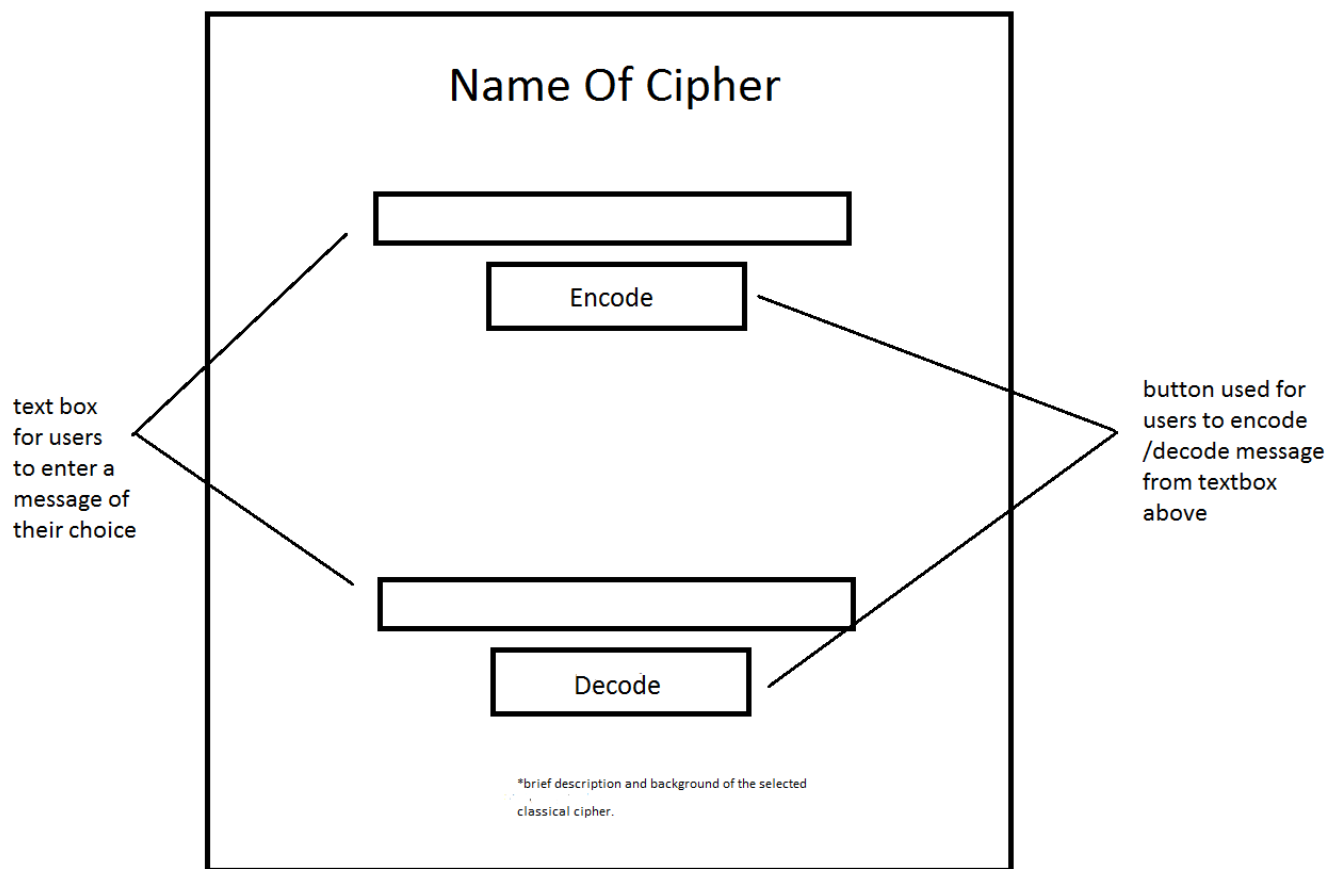 Name Of Cipher
Encode
text box
for users
to enter a
message of
their choice
button used for
users to encode
/decode message
from textbox
above
Decode
*brief description and background of the selected
classical cipher.